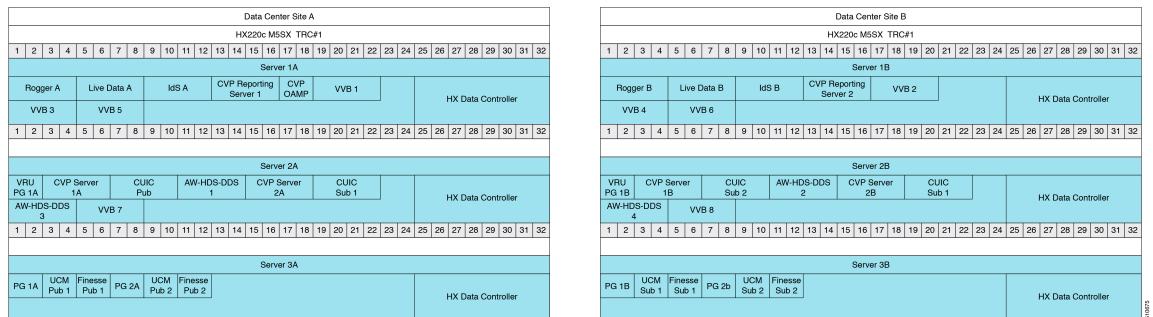 Data Center Site A
HX220c M5SX TRC#1
1 2 3 4 5 6 7 8 9 10 11 12 13 14 15 16 17 18 19 20 21 22 23 24 25 26 27 28 29 30 31 32
Server 1A
Rogger A Live Data A IdS A CVP Reporting Server 1 CVP OAMP VVB 1 HX Data Controller
VVB 3 VVB 5
1 2 3 4 5 6 7 8 9 10 11 12 13 14 15 16 17 18 19 20 21 22 23 24 25 26 27 28 29 30 31 32
Server 2A
VRU PG 1A CVP Server 1A CUIC Pub AW-HDS-DDS 1 CVP Server 2A CUIC Sub 1 HX Data Controller
AW-HDS-DDS 3 VVB 7
1 2 3 4 5 6 7 8 9 10 11 12 13 14 15 16 17 18 19 20 21 22 23 24 25 26 27 28 29 30 31 32
Server 3A
PG 1A UCM Pub 1 Finesse Pub 1 PG 2A UCM Pub 2 Finesse Pub 2 HX Data Controller
Data Center Site B
HX220c M5SX TRC#1
1 2 3 4 5 6 7 8 9 10 11 12 13 14 15 16 17 18 19 20 21 22 23 24 25 26 27 28 29 30 31 32
Server 1B
Rogger B Live Data B IdS B CVP Reporting Server 2 VVB 2 HX Data Controller
VVB 4 VVB 6
1 2 3 4 5 6 7 8 9 10 11 12 13 14 15 16 17 18 19 20 21 22 23 24 25 26 27 28 29 30 31 32
Server 2B
VRU PG 1B CVP Server 1B CUIC Sub 2 AW-HDS-DDS 2 CVP Server 2B CUIC Sub 1 HX Data Controller
AW-HDS-DDS 4 VVB 8
1 2 3 4 5 6 7 8 9 10 11 12 13 14 15 16 17 18 19 20 21 22 23 24 25 26 27 28 29 30 31 32
Server 3B
PG 1B UCM Sub 1 Finesse Sub 1 PG 2b UCM Sub 2 Finesse Sub 2 HX Data Controller